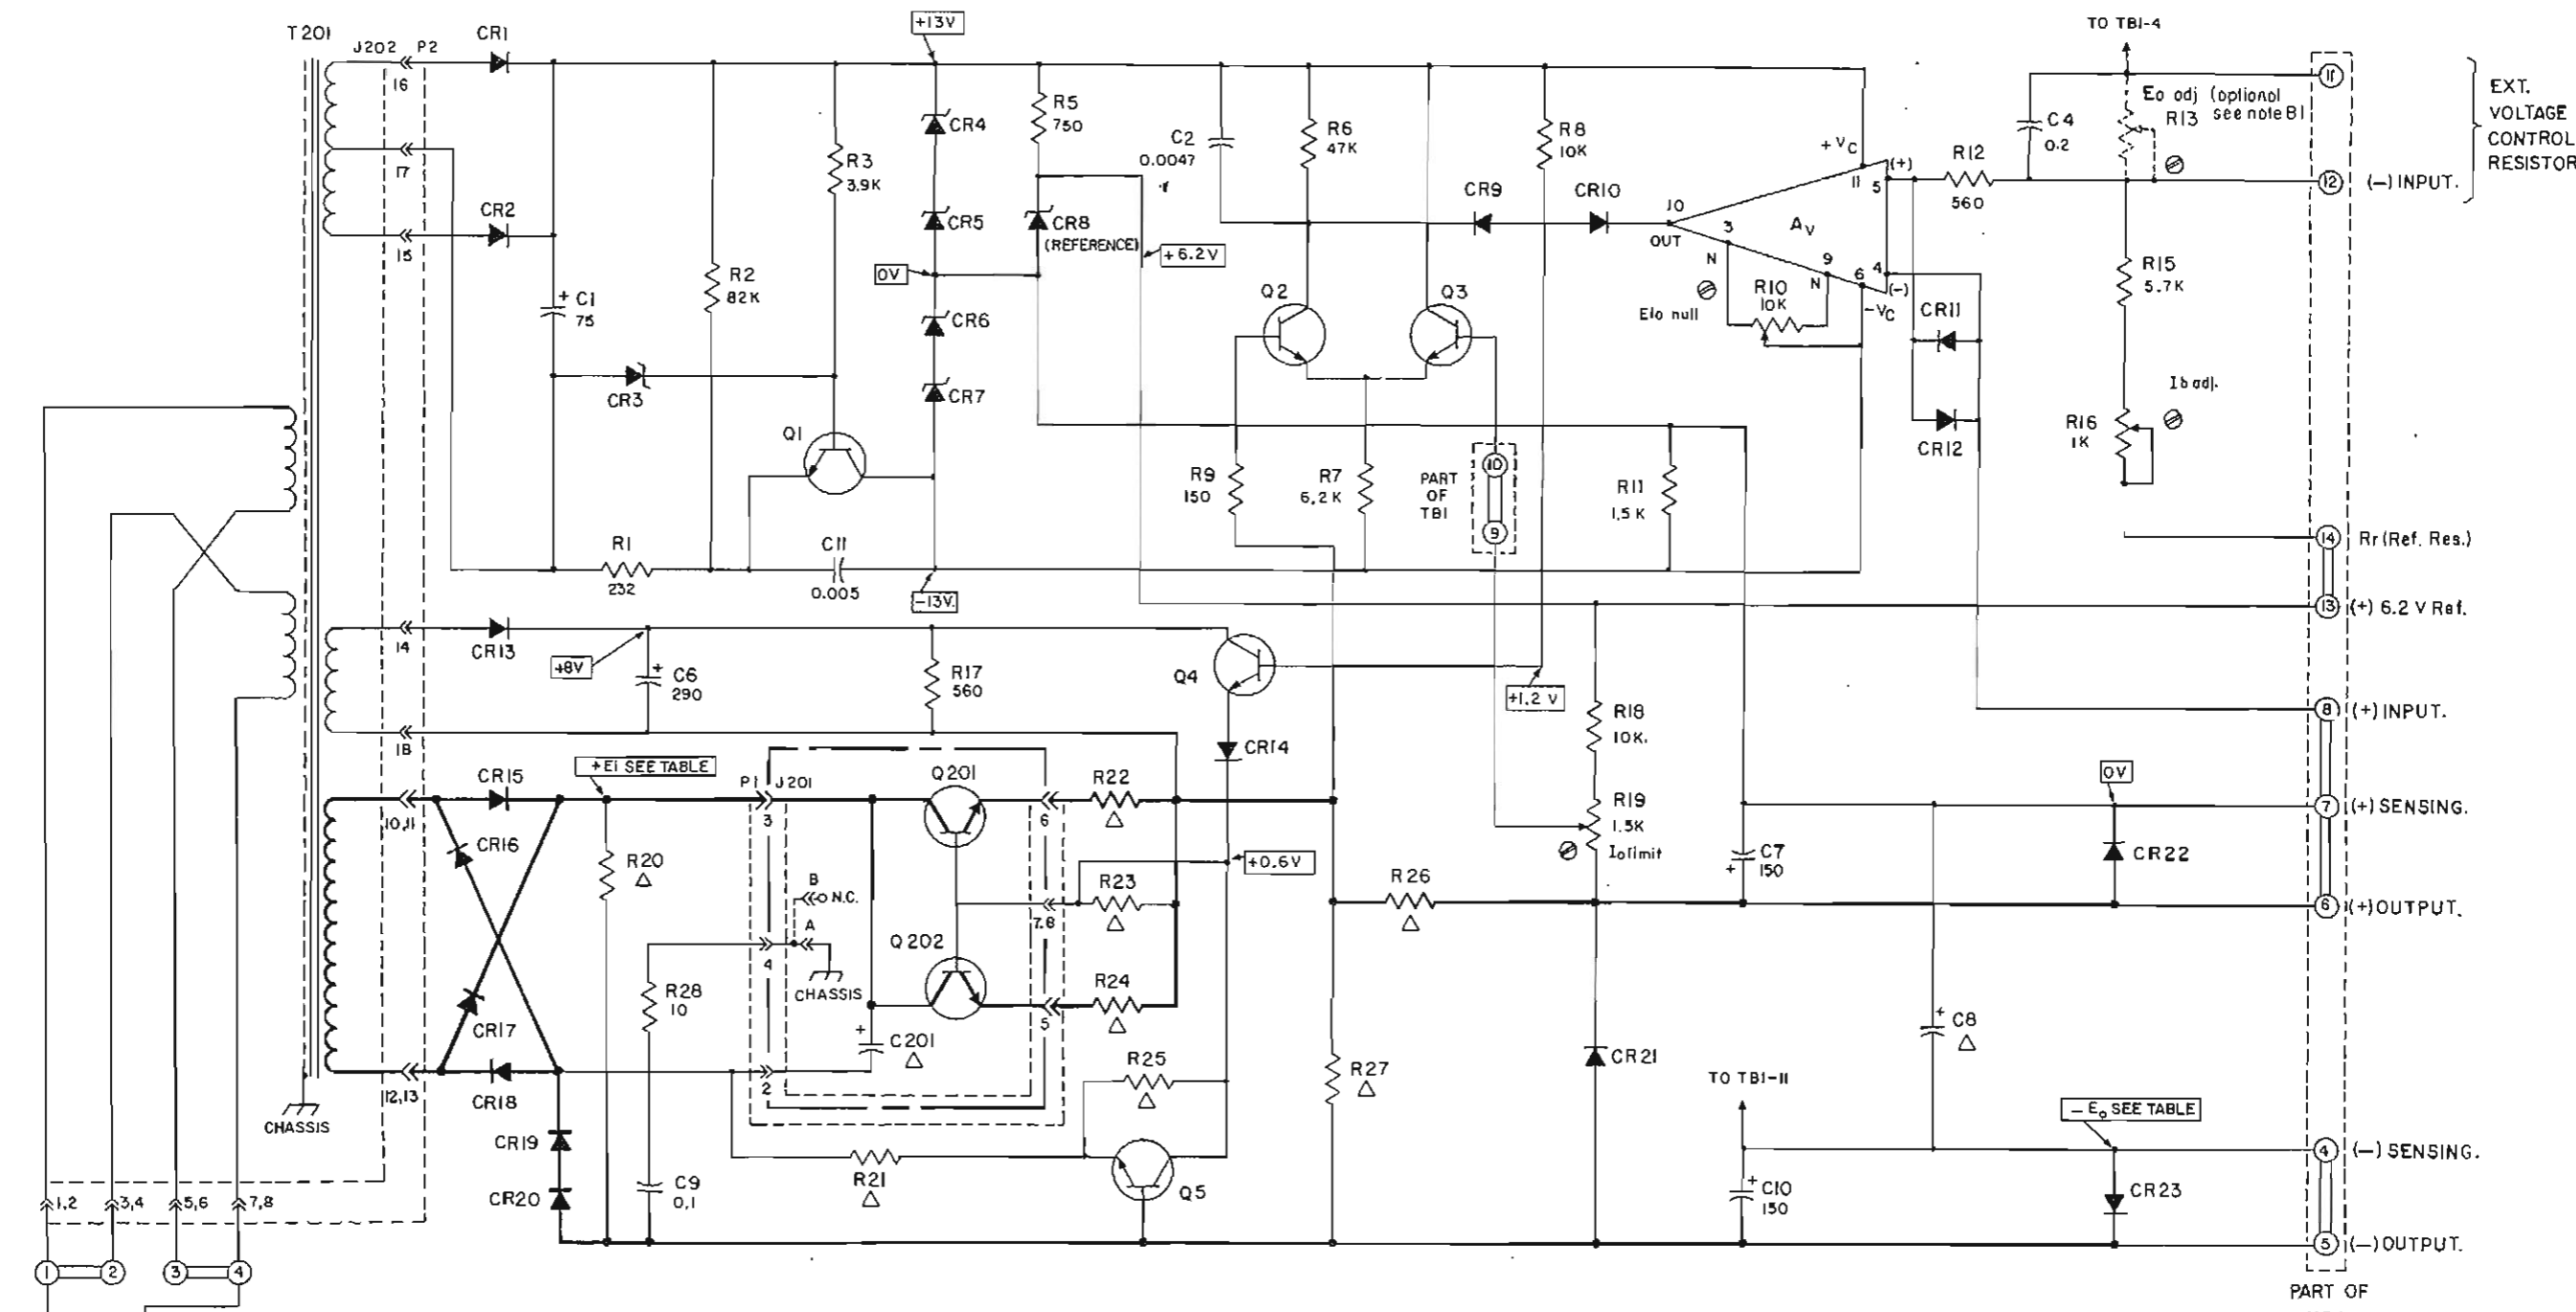 T201
J202 P2
CR1
16
17
CR2
15
+13V
CR4
R5
750
R3
3.9K
CR5
CR8
(REFERENCE)
0V
+6.2V
C1
75
+
R2
82K
CR6
CR3
CR7
Q1
R1
232
C11
0.005
-13V.
C2
0.0047
R6
47K
R8
10K
CR9
CR10
Q2
Q3
R9
150
R7
6.2K
PART
OF
TB1
10
9
R11
1.5K
10
OUT
3
N
Av
9
N
6
4
(-)
-Vc
+Vc
11
(+)
5
R10
10K
E1o null
R12
560
CR11
CR12
TO TB1-4
C4
0.2
Eo adj (optional
R13 see note B)
R15
5.7K
Ib adj.
R16
1K
11
12
(-) INPUT.
EXT.
VOLTAGE
CONTROL
RESISTOR
14
Rr (Ref. Res.)
13
(+) 6.2 V Ref.
8
(+) INPUT.
7
(+) SENSING.
6
(+) OUTPUT.
4
(-) SENSING.
5
(-) OUTPUT.
PART OF
14
CR13
+8V
+
C6
290
R17
560
18
Q4
+1.2 V
CR14
R18
10K.
R19
1.5K
Io limit
+0.6V
CR15
+E1 SEE TABLE
P1 J201
Q201
R22
10,11
3
6
CR16
R20
B
N.C.
A
4
CHASSIS
R23
7,8
Q202
R28
10
R24
5
CR17
+
C201
2
R25
12,13
CR18
CHASSIS
CR19
CR20
R21
Q5
C9
0.1
R26
R27
CR21
C7
150
+
0V
CR22
+
C8
TO TB1-11
- Eo SEE TABLE
+
C10
150
CR23
1,2
3,4
5,6
7,8
1
2
3
4